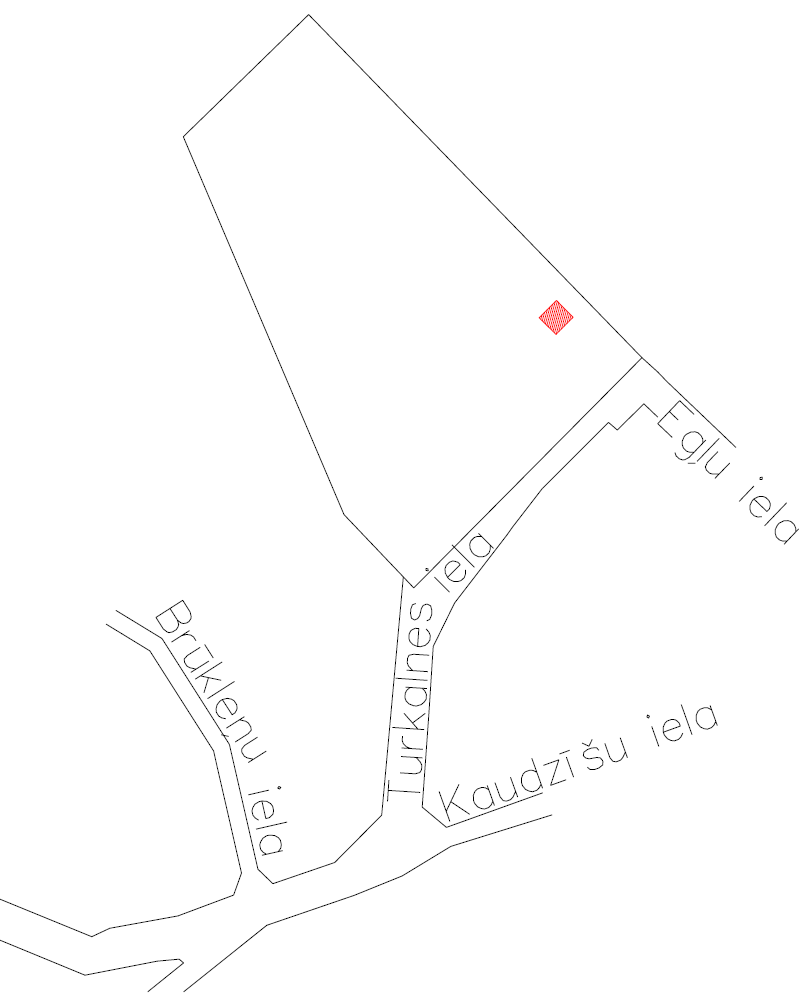 Egļu iela
Turkalnes iela
Brūkleņu iela
Kaudzīšu iela